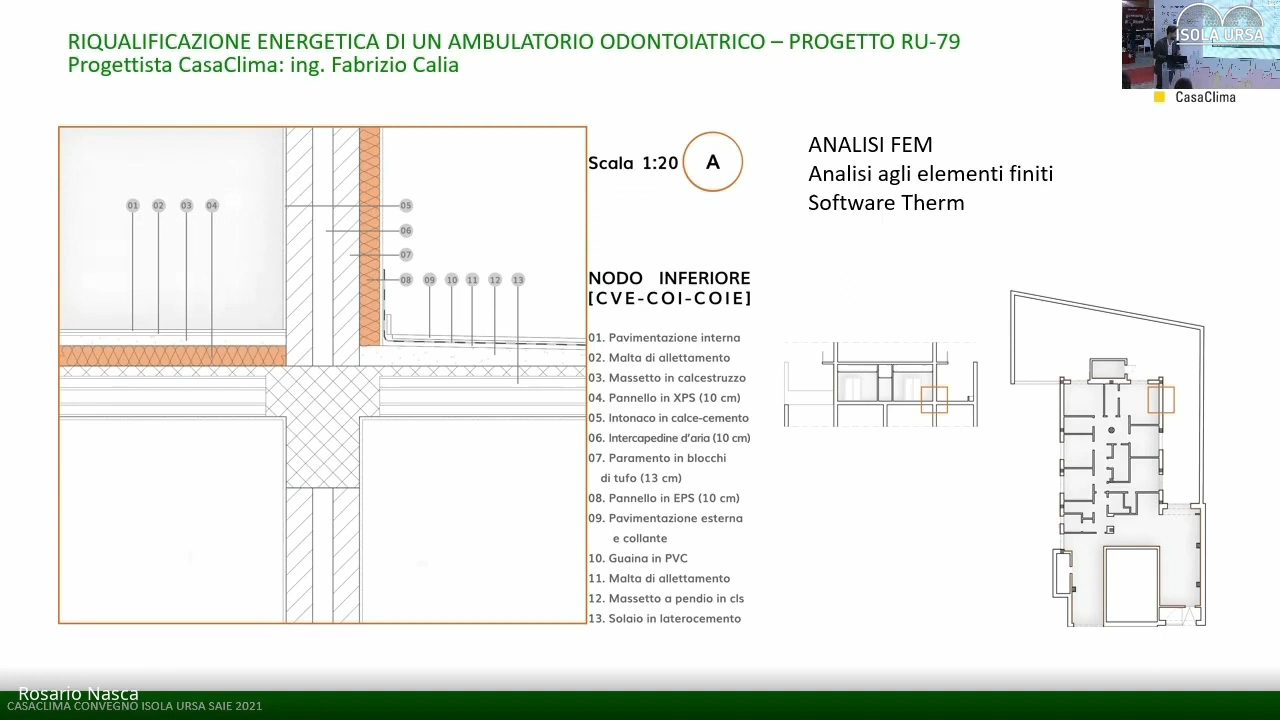 RIQUALIFICAZIONE ENERGETICA DI UN AMBULATORIO ODONTOIATRICO – PROGETTO RU-79
Progettista CasaClima: ing. Fabrizio Calia
ISOLA URSA
CasaClima
Scala 1:20
A
ANALISI FEM
Analisi agli elementi finiti
Software Therm
01 02 03 04
05
06
07
08 09 10 11 12 13
NODO INFERIORE
[CVE-COI-COIE]
01. Pavimentazione interna
02. Malta di allettamento
03. Massetto in calcestruzzo
04. Pannello in XPS (10 cm)
05. Intonaco in calce-cemento
06. Intercapedine d'aria (10 cm)
07. Paramento in blocchi
di tufo (13 cm)
08. Pannello in EPS (10 cm)
09. Pavimentazione esterna
e collante
10. Guaina in PVC
11. Malta di allettamento
12. Massetto a pendio in cls
13. Solaio in laterocemento
Rosario Nasca
CASACLIMA CONVEGNO ISOLA URSA SAIE 2021